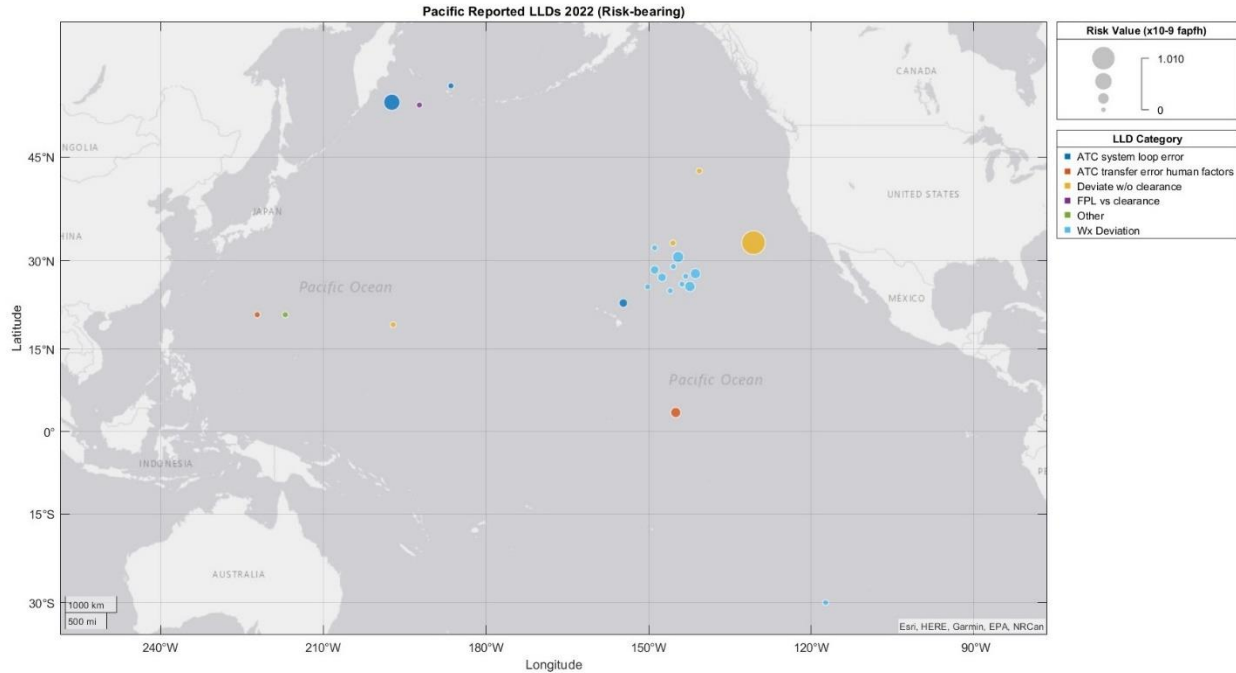 Pacific Reported LLDs 2022 (Risk-bearing)
Risk Value (x10-9 fapfh)
1.010
0
LLD Category
ATC system loop error
ATC transfer error human factors
Deviate w/o clearance
FPL vs clearance
Other
Wx Deviation
CANADA
NGOLIA
45°N
UNITED STATES
JAPAN
HINA
30°N
Pacific Ocean
MÉXICO
15°N
Latitude
Pacific Ocean
0°
INDONESIA
PE
15°S
AUSTRALIA
30°S
1000 km
500 mi
Esri, HERE, Garmin, EPA, NRCan
240°W
210°W
180°W
150°W
120°W
90°W
Longitude